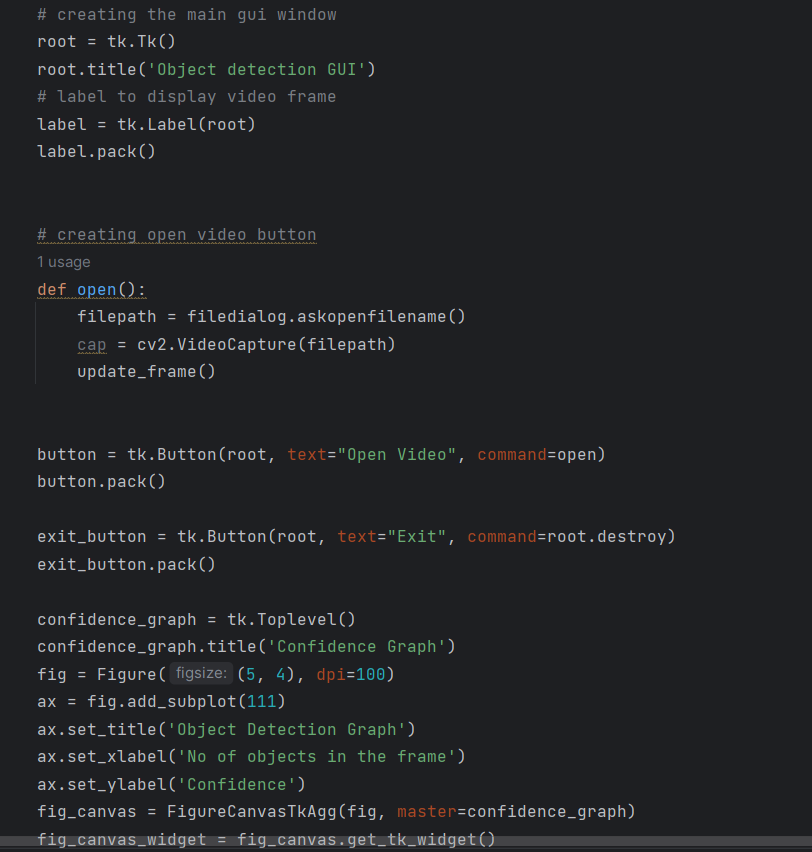 # creating the main gui window
root = tk.Tk()
root.title('Object detection GUI')
# label to display video frame
label = tk.Label(root)
label.pack()
# creating open video button
1 usage
def open():
    filepath = filedialog.askopenfilename()
    cap = cv2.VideoCapture(filepath)
    update_frame()
button = tk.Button(root, text="Open Video", command=open)
button.pack()
exit_button = tk.Button(root, text="Exit", command=root.destroy)
exit_button.pack()
confidence_graph = tk.Toplevel()
confidence_graph.title('Confidence Graph')
fig = Figure( figsize: (5, 4), dpi=100)
ax = fig.add_subplot(111)
ax.set_title('Object Detection Graph')
ax.set_xlabel('No of objects in the frame')
ax.set_ylabel('Confidence')
fig_canvas = FigureCanvasTkAgg(fig, master=confidence_graph)
fig_canvas_widget = fig_canvas.get_tk_widget()